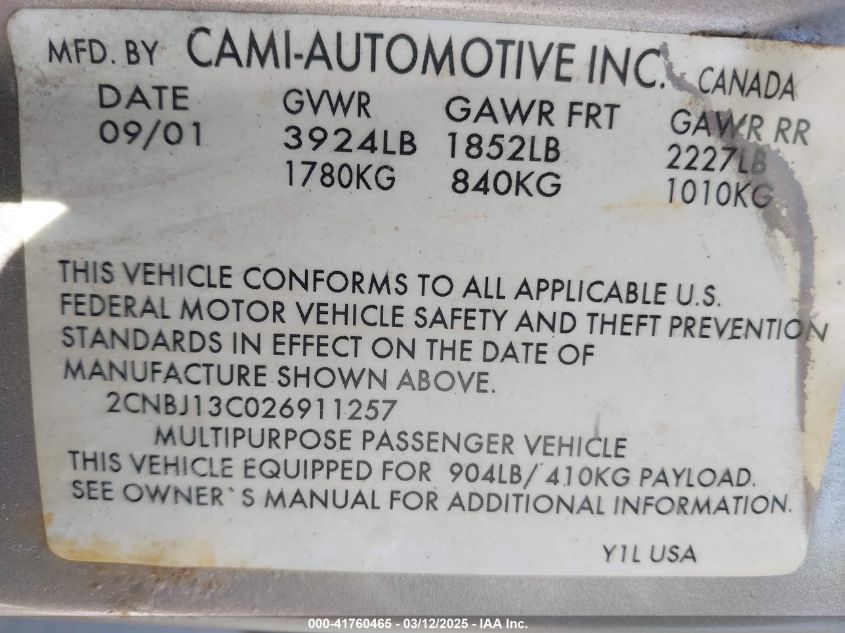 MFD. BY CAMI-AUTOMOTIVE INC. CANADA
DATE GVWR GAWR FRT GAWR RR
09/01 3924LB 1852LB 2227LB
1780KG 840KG 1010KG
THIS VEHICLE CONFORMS TO ALL APPLICABLE U.S.
FEDERAL MOTOR VEHICLE SAFETY AND THEFT PREVENTION
STANDARDS IN EFFECT ON THE DATE OF
MANUFACTURE SHOWN ABOVE.
2CNBJ13C026911257
MULTIPURPOSE PASSENGER VEHICLE
THIS VEHICLE EQUIPPED FOR 904LB/ 410KG PAYLOAD.
SEE OWNER`S MANUAL FOR ADDITIONAL INFORMATION.
Y1L USA
000-41760465 - 03/12/2025 - IAA Inc.